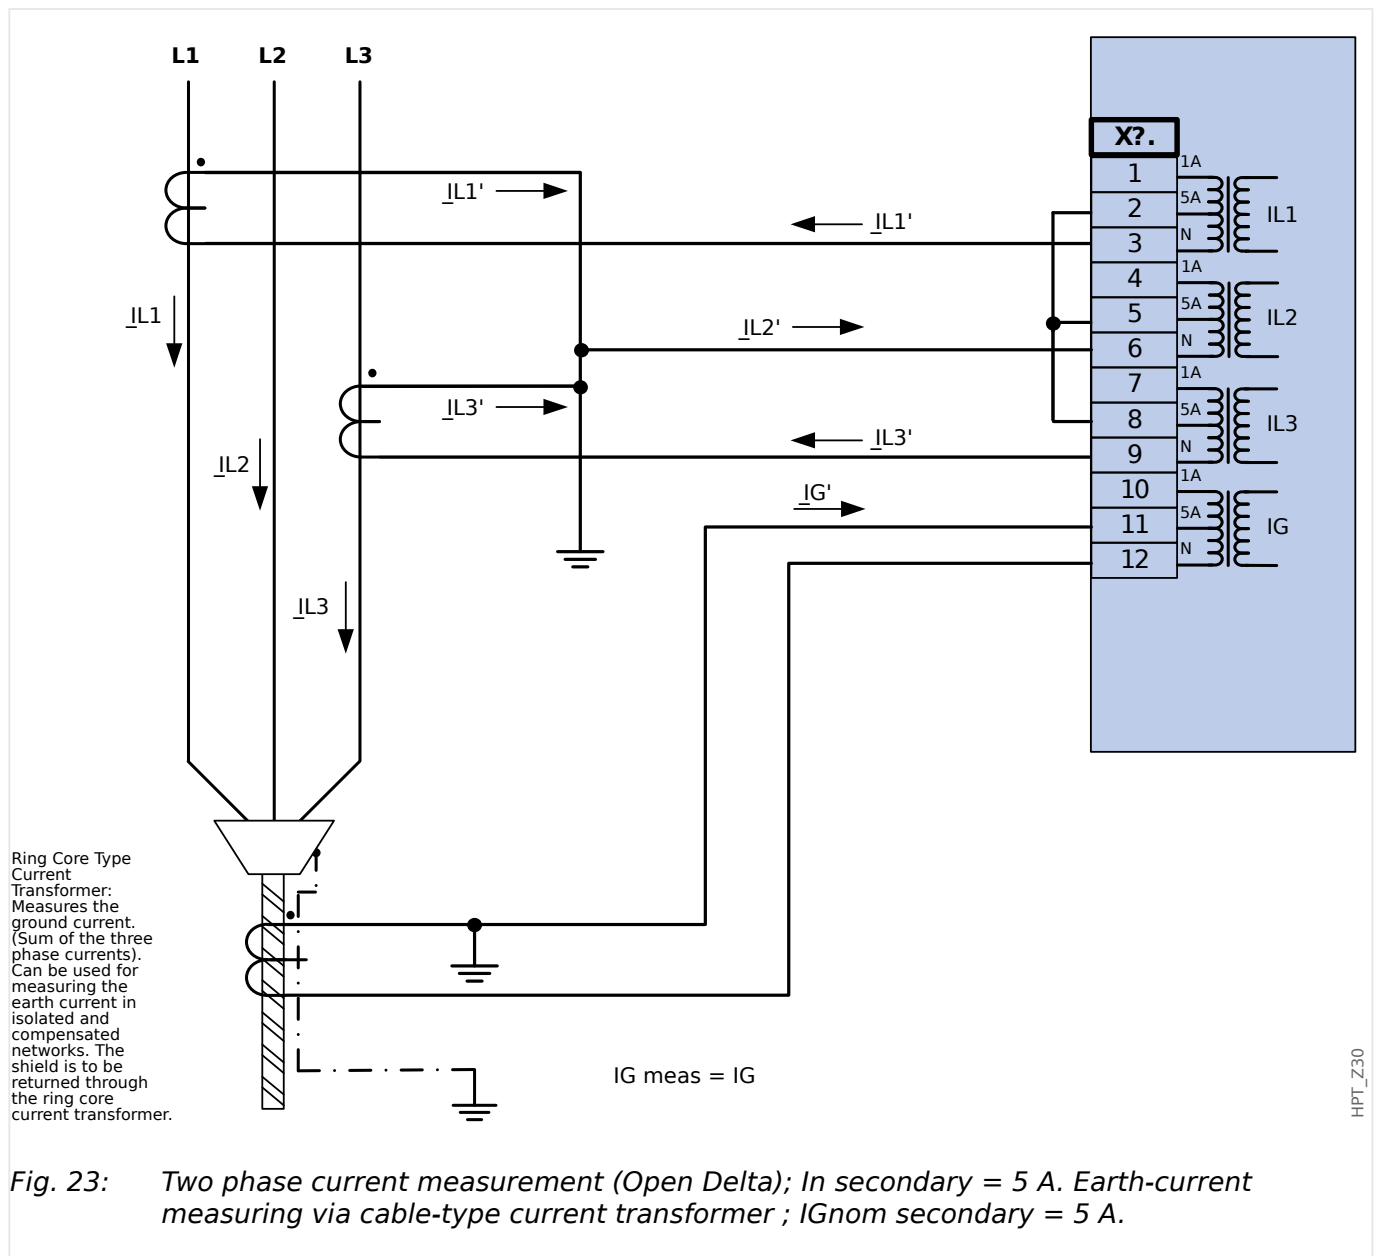 L1 L2 L3
X?.
1 1A
2 5A
3 N
IL1
4 1A
5 5A
6 N
IL2
7 1A
8 5A
9 N
IL3
10 1A
11 5A
12 N
IG
IL1'
IL1'
IL1
IL2'
IL3'
IL3'
IL2
IG'
IL3
Ring Core Type
Current
Transformer:
Measures the
ground current.
(Sum of the three
phase currents).
Can be used for
measuring the
earth current in
isolated and
compensated
networks. The
shield is to be
returned through
the ring core
current transformer.
IG meas = IG
HPT_Z30
Fig. 23: Two phase current measurement (Open Delta); In secondary = 5 A. Earth-current
measuring via cable-type current transformer ; IGnom secondary = 5 A.